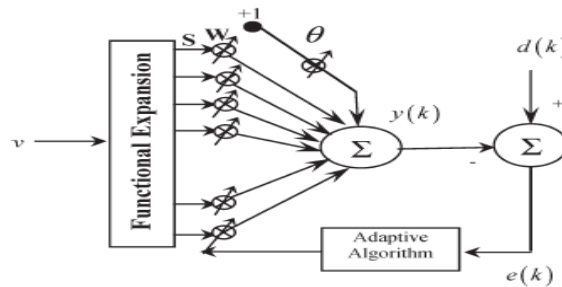 +1
S W
θ
d(k)
Functional Expansion
y(k)
+
v
Σ
Σ
-
Adaptive
Algorithm
e(k)